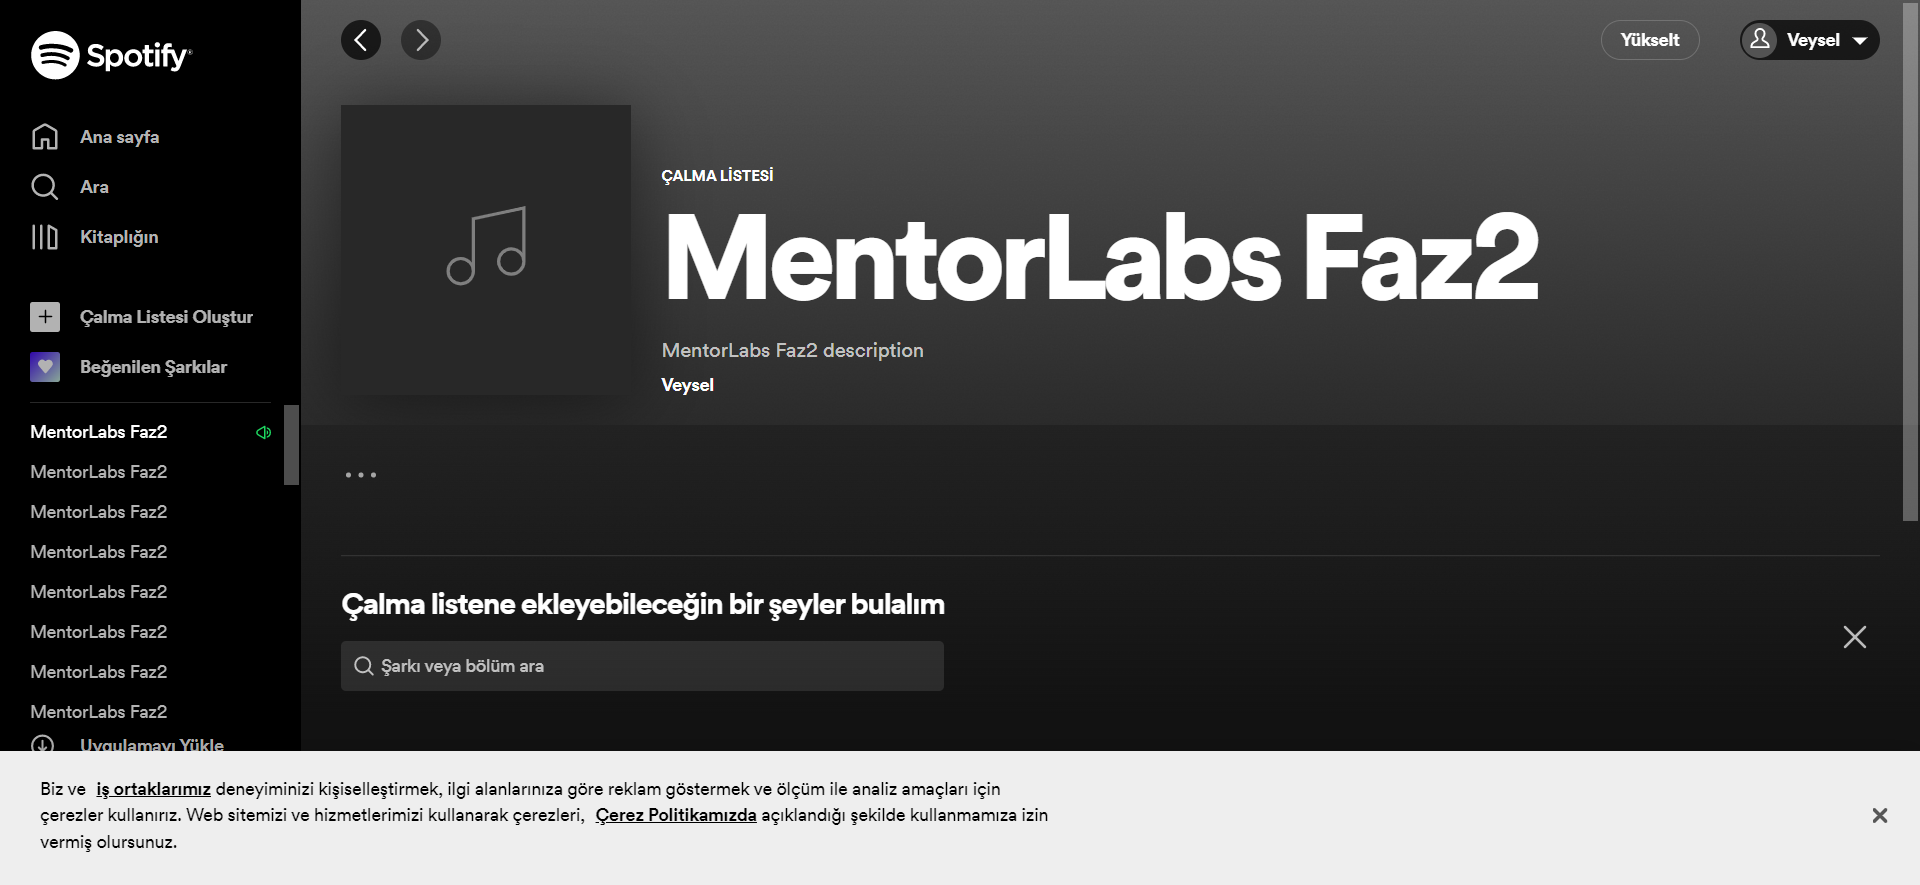 Spotify
Ana sayfa
Ara
Kitaplığın
Çalma Listesi Oluştur
Beğenilen Şarkılar
MentorLabs Faz2
MentorLabs Faz2
MentorLabs Faz2
MentorLabs Faz2
MentorLabs Faz2
MentorLabs Faz2
MentorLabs Faz2
MentorLabs Faz2
Uygulamayı Yükle
Yükselt
Veysel
ÇALMA LİSTESİ
MentorLabs Faz2
MentorLabs Faz2 description
Veysel
Çalma listene ekleyebileceğin bir şeyler bulalım
Şarkı veya bölüm ara
Biz ve iş ortaklarımız deneyiminizi kişiselleştirmek, ilgi alanlarınıza göre reklam göstermek ve ölçüm ile analiz amaçları için
çerezler kullanırız. Web sitemizi ve hizmetlerimizi kullanarak çerezleri, Çerez Politikamızda açıklandığı şekilde kullanmamıza izin
vermiş olursunuz.